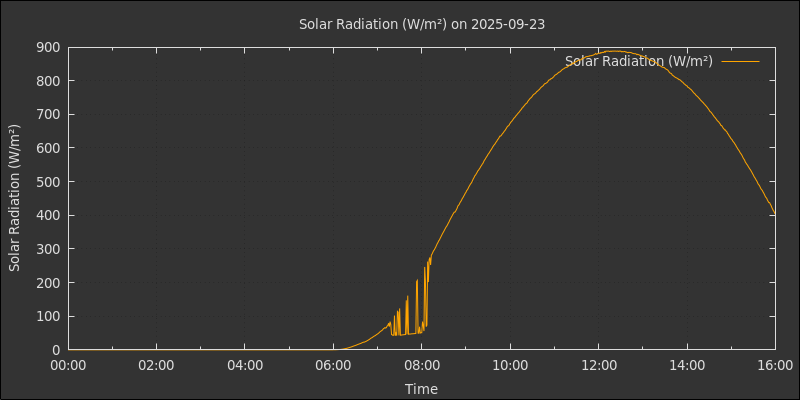 Solar Radiation (W/m²) on 2025-09-23
Solar Radiation (W/m²)
Solar Radiation (W/m²)
900
800
700
600
500
400
300
200
100
0
00:00 02:00 04:00 06:00 08:00 10:00 12:00 14:00 16:00
Time